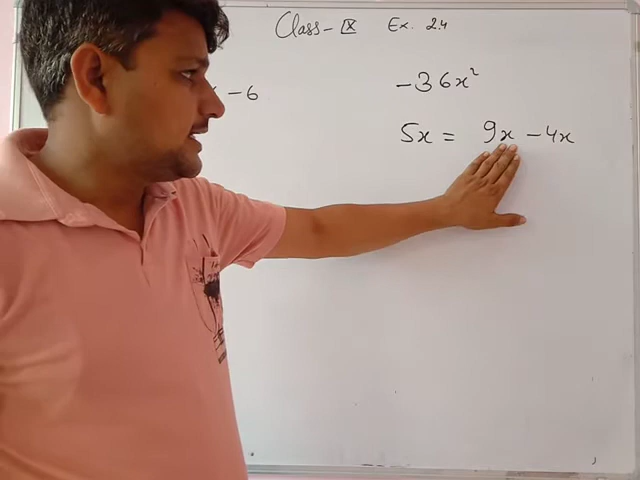 Class-IX Ex. 2.4
-6
-36x²
5x = 9x -4x